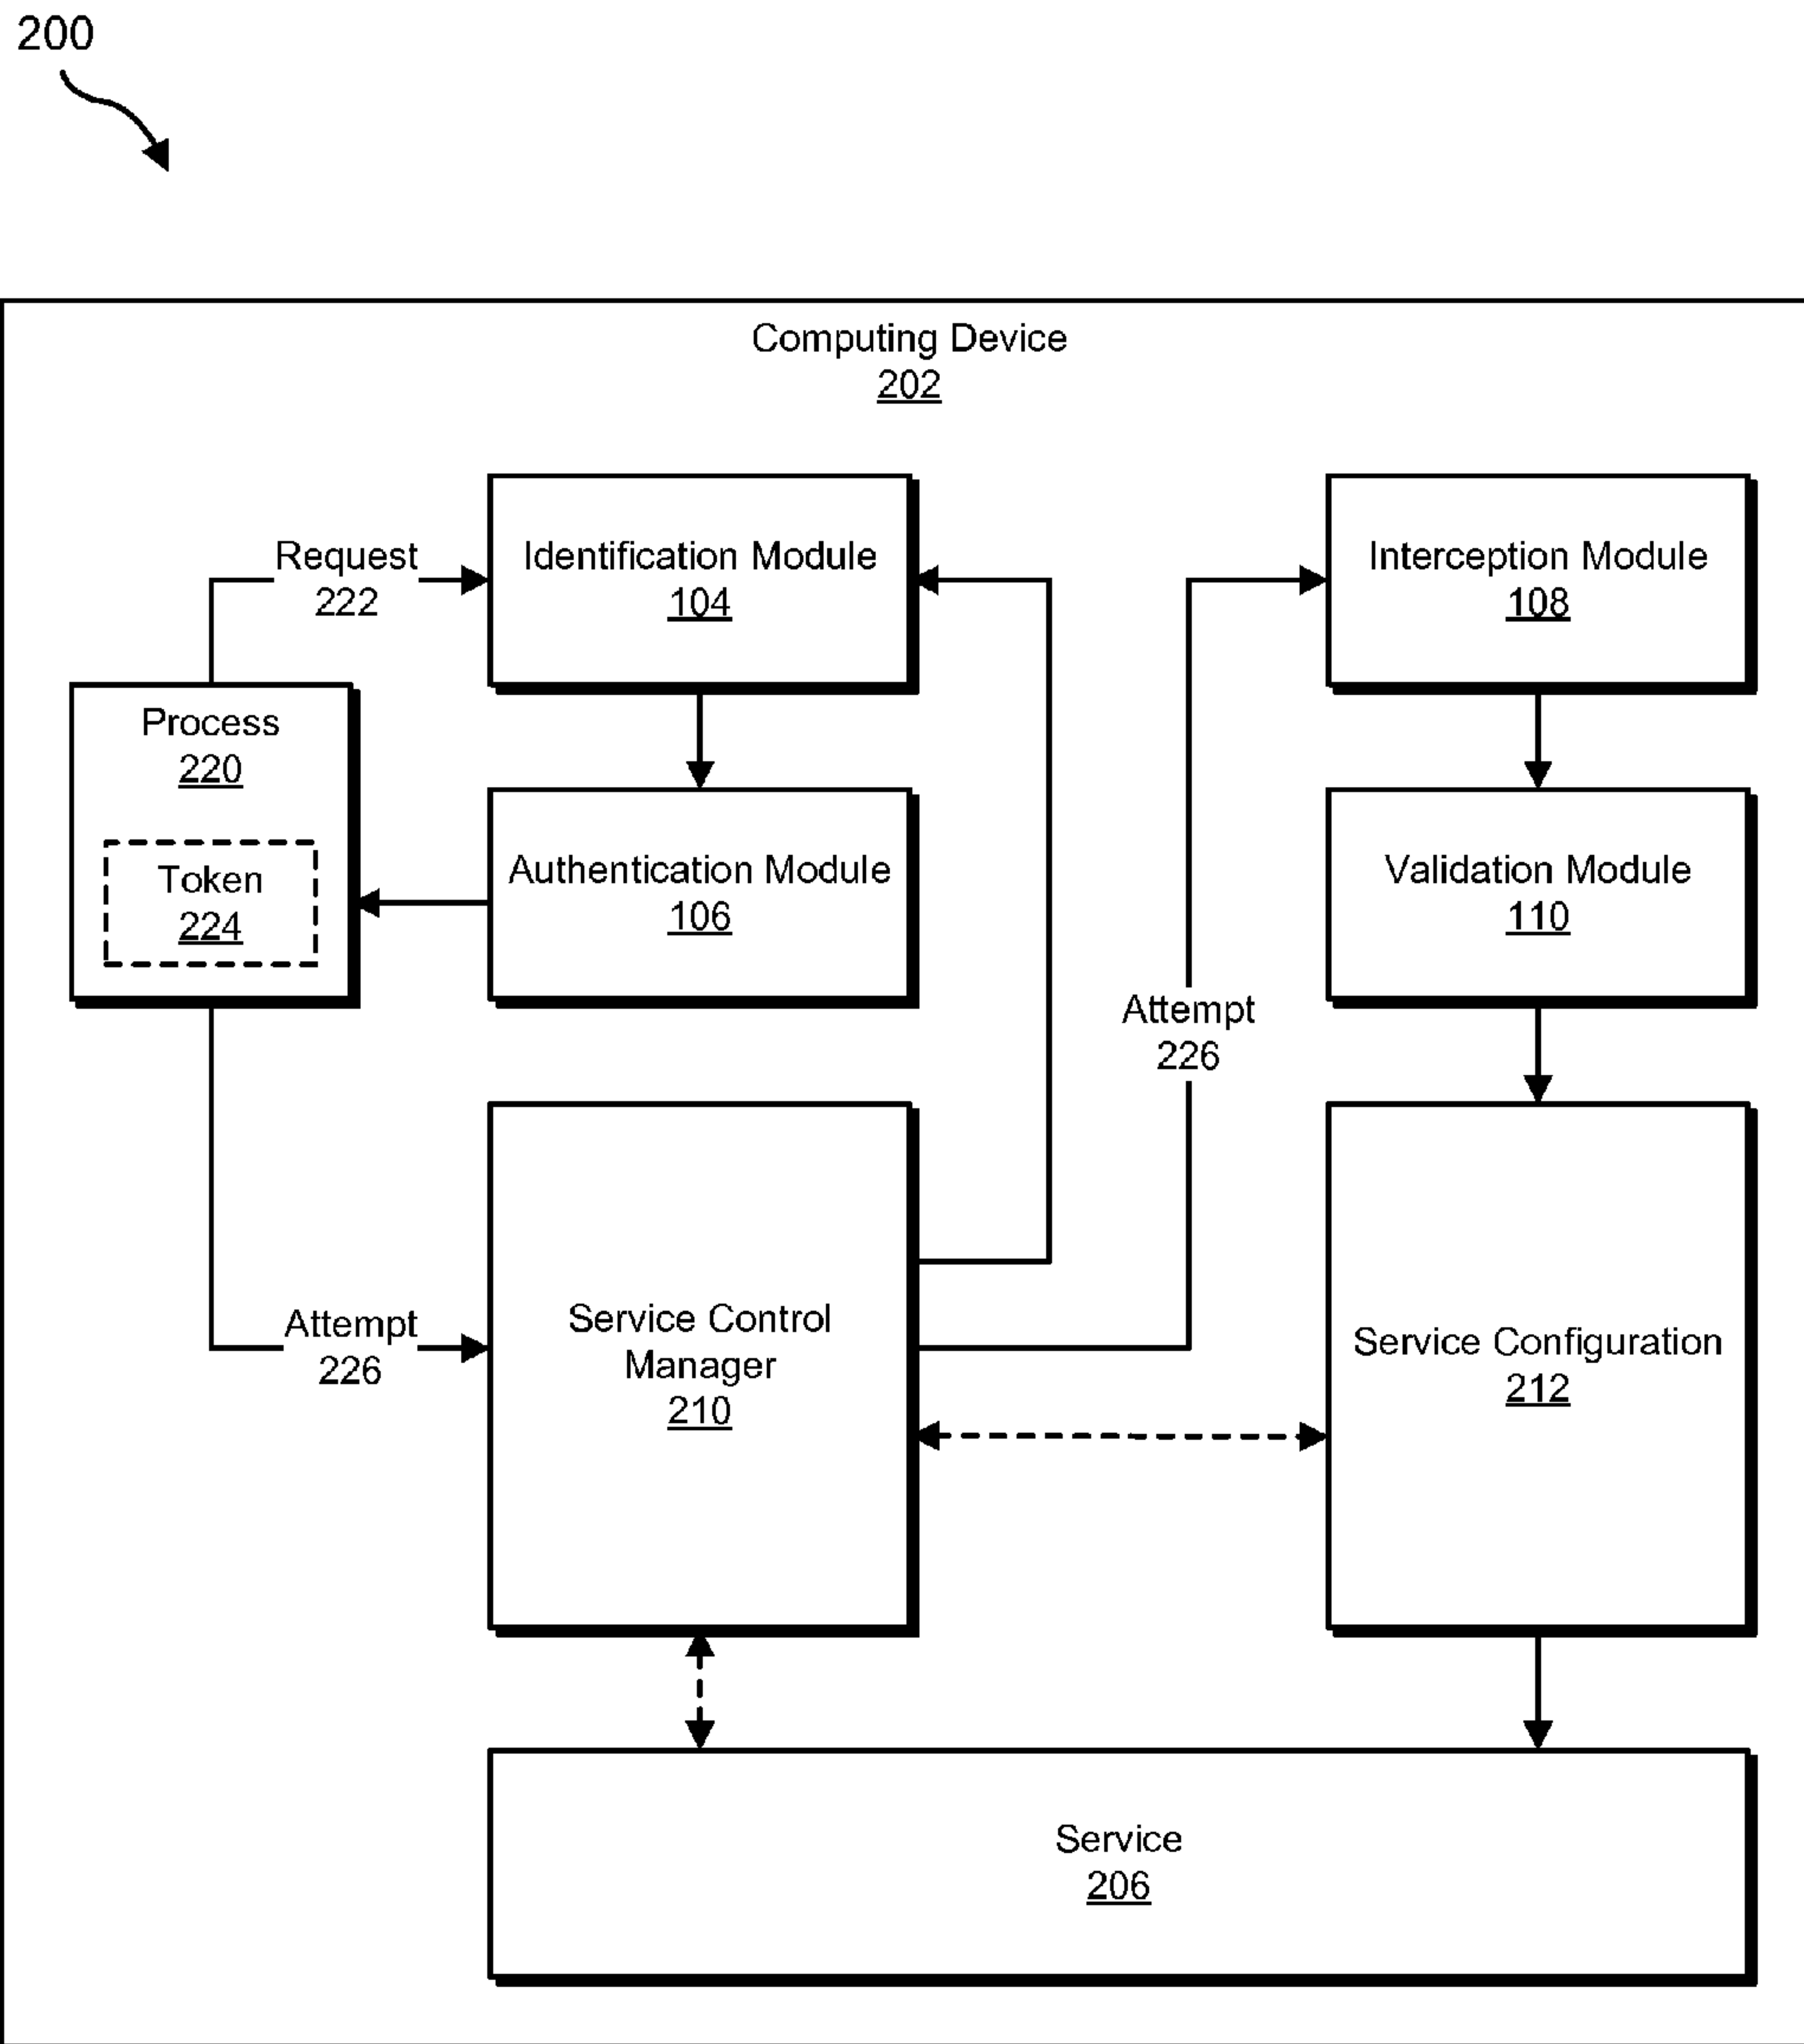 200
Computing Device
202
Request
222
Identification Module
104
Interception Module
108
Process
220
Token
224
Authentication Module
106
Validation Module
110
Attempt
226
Attempt
226
Service Control
Manager
210
Service Configuration
212
Service
206